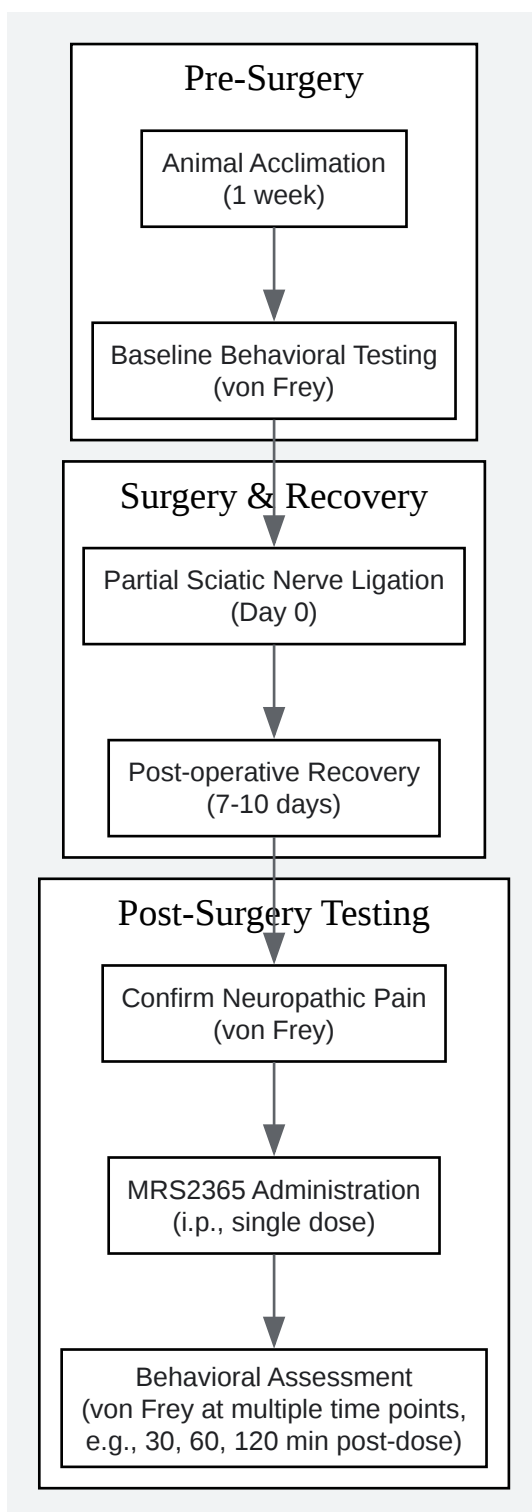 Pre-Surgery
Animal Acclimation
(1 week)
Baseline Behavioral Testing
(von Frey)
Surgery & Recovery
Partial Sciatic Nerve Ligation
(Day 0)
Post-operative Recovery
(7-10 days)
Post-Surgery Testing
Confirm Neuropathic Pain
(von Frey)
MRS2365 Administration
(i.p., single dose)
Behavioral Assessment
(von Frey at multiple time points,
e.g., 30, 60, 120 min post-dose)